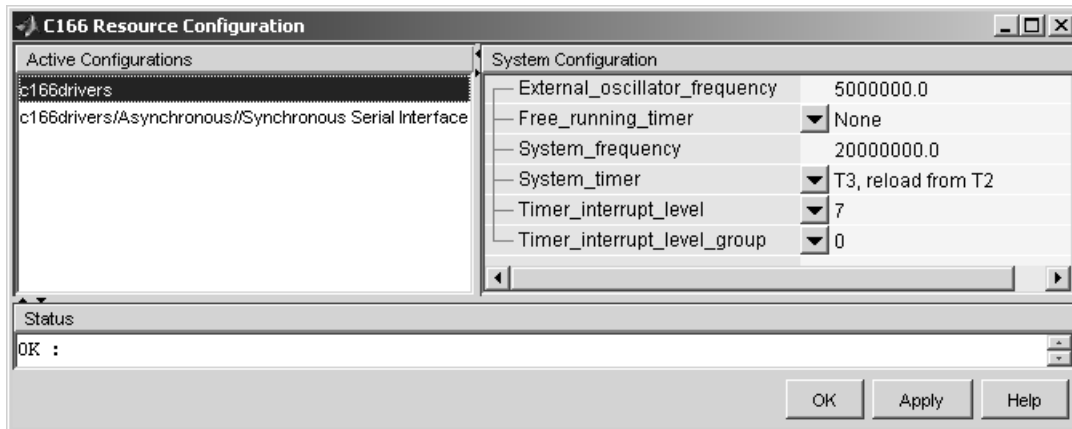 C166 Resource Configuration
Active Configurations
c166drivers
c166drivers/Asynchronous//Synchronous Serial Interface
System Configuration
External_oscillator_frequency 5000000.0
Free_running_timer None
System_frequency 20000000.0
System_timer T3, reload from T2
Timer_interrupt_level 7
Timer_interrupt_level_group 0
Status
OK :
OK Apply Help